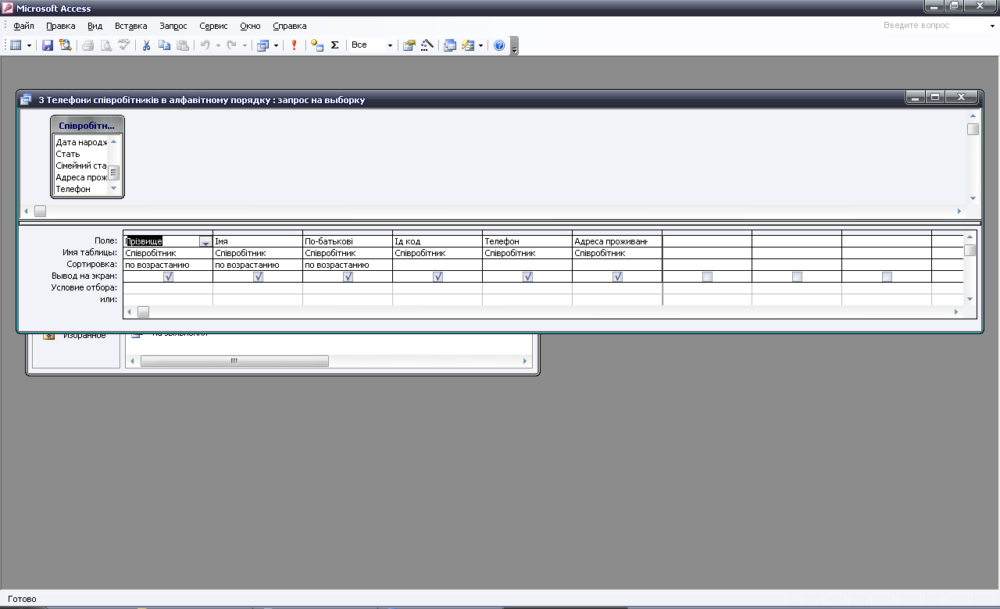 Microsoft Access
Файл Правка Вид Вставка Запрос Сервис Окно Справка Введите вопрос
ABC Σ Все
3 Телефони співробітників в алфавітному порядку : запрос на выборку
Співробітн...
Дата народж
Стать
Сімейний ста
Адреса прож
Телефон
Поле: Прізвище Імя По-батькові Ід код Телефон Адреса проживанн
Имя таблицы: Співробітник Співробітник Співробітник Співробітник Співробітник Співробітник
Сортировка: по возрастанию по возрастанию по возрастанию
Вывод на экран:
Условие отбора:
или:
Избранное на звільнення
Готово